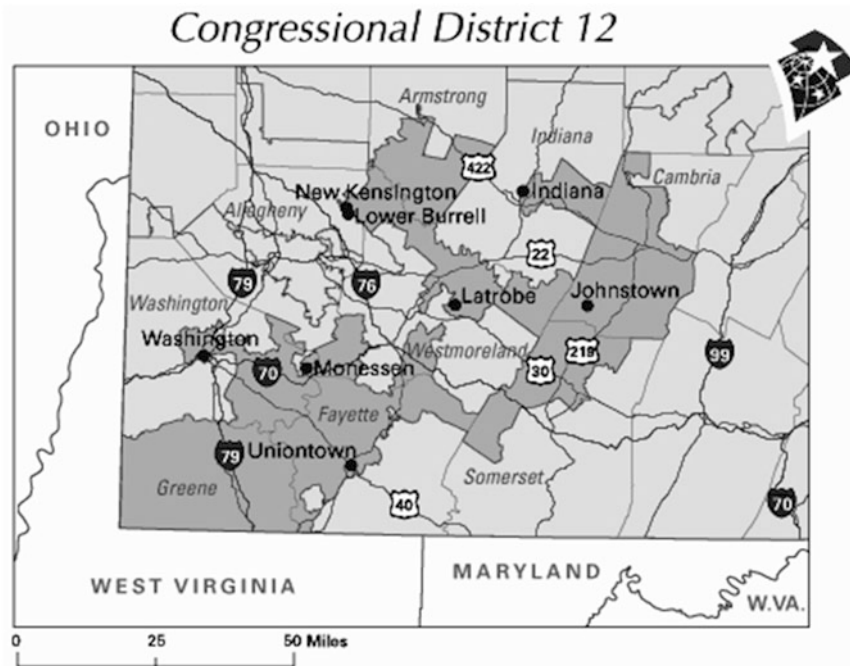 Congressional District 12
OHIO
Armstrong
Indiana
422
Cambria
New Kensington
Indiana
Allegheny
Lower Burrell
22
79
76
Washington
Latrobe
Johnstown
Washington
Westmoreland
219
99
70
Monessen
30
Fayette
79
Uniontown
Greene
Somerset
40
70
WEST VIRGINIA
MARYLAND
W.VA.
0 25 50 Miles